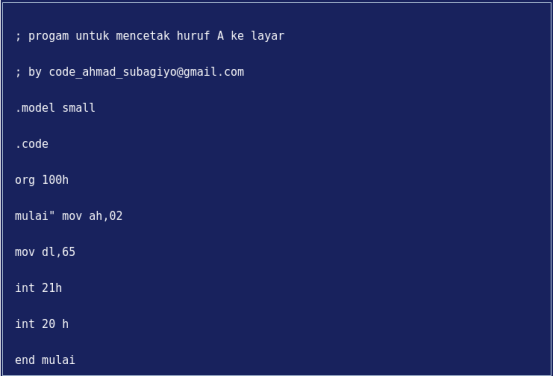 ; progam untuk mencetak huruf A ke layar
; by code_ahmad_subagiyo@gmail.com
.model small
.code
org 100h
mulai" mov ah,02
mov dl,65
int 21h
int 20 h
end mulai